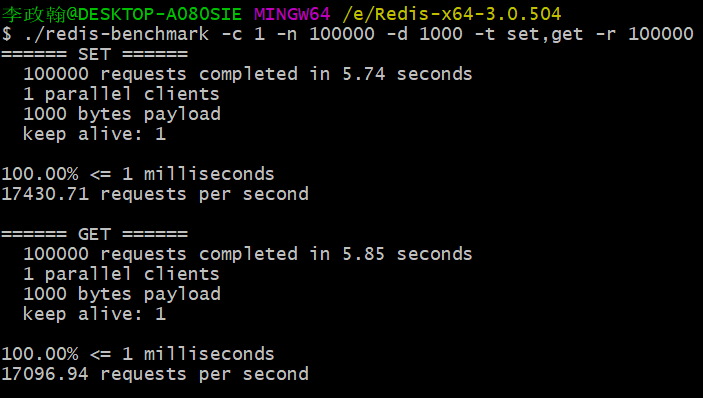 李政翰@DESKTOP-AO80SIE MINGW64 /e/Redis-x64-3.0.504
$ ./redis-benchmark -c 1 -n 100000 -d 1000 -t set,get -r 100000
====== SET ======
  100000 requests completed in 5.74 seconds
  1 parallel clients
  1000 bytes payload
  keep alive: 1

100.00% <= 1 milliseconds
17430.71 requests per second

====== GET ======
  100000 requests completed in 5.85 seconds
  1 parallel clients
  1000 bytes payload
  keep alive: 1

100.00% <= 1 milliseconds
17096.94 requests per second